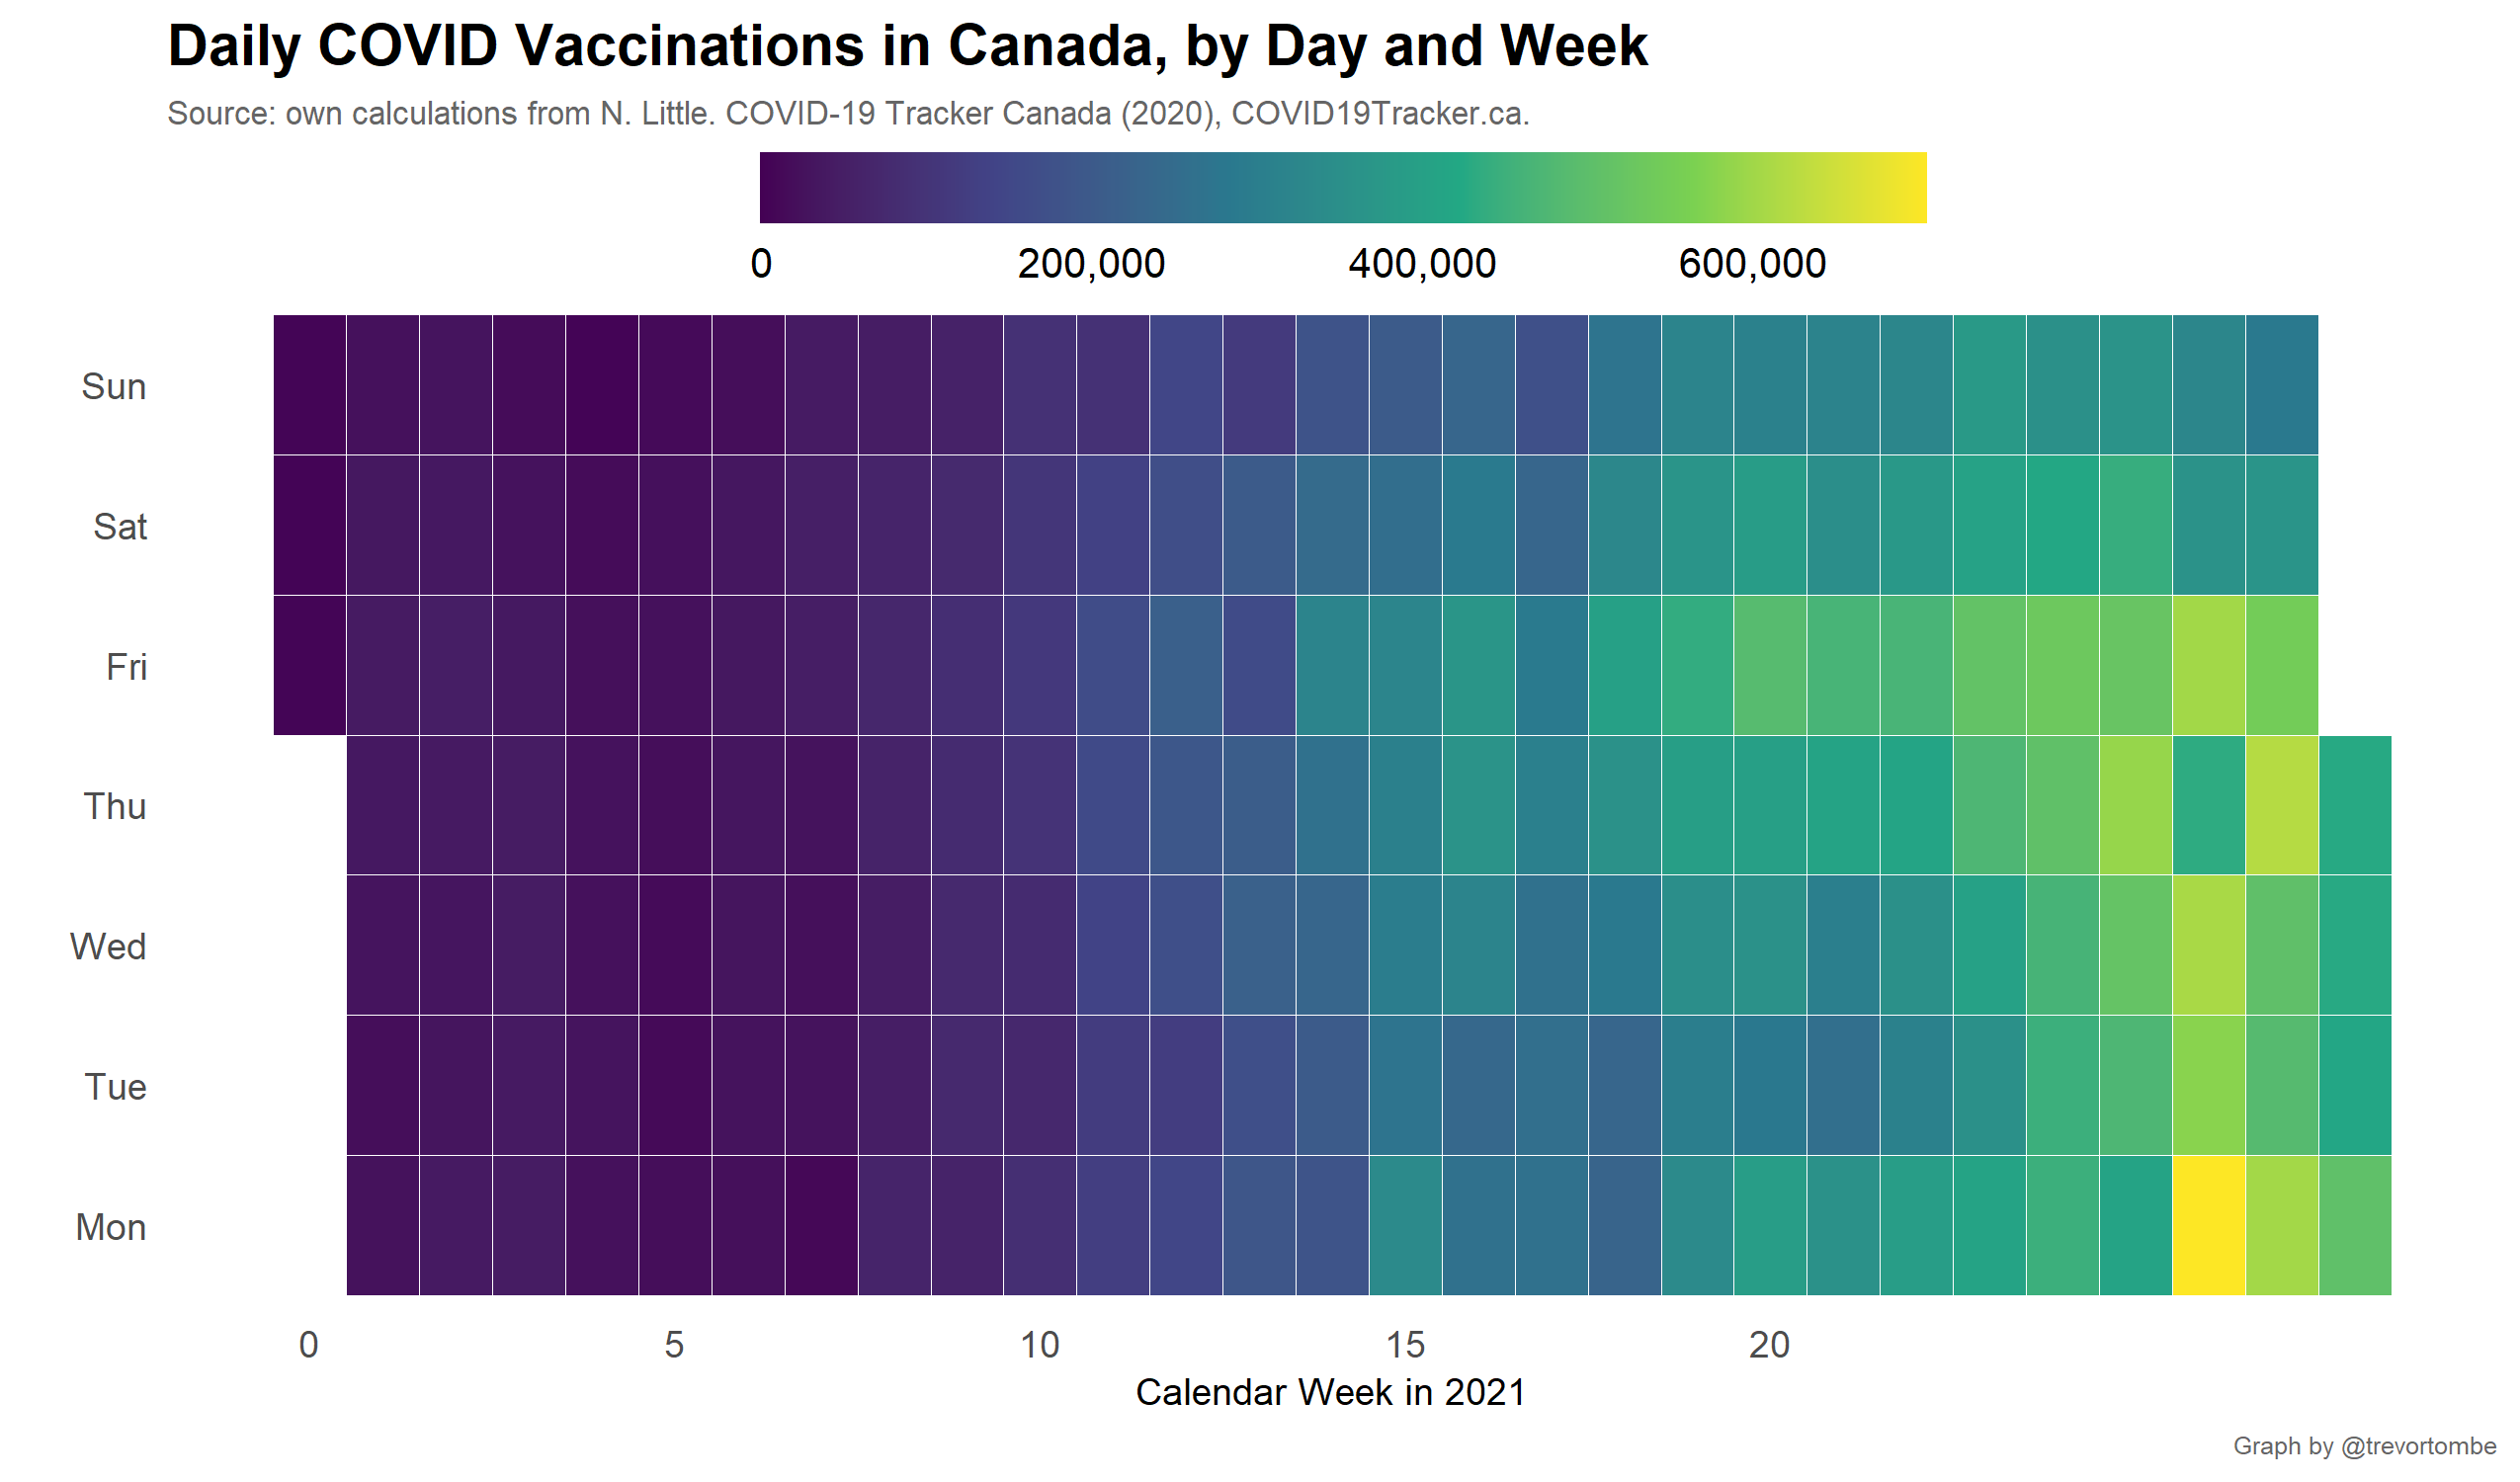 Daily COVID Vaccinations in Canada, by Day and Week
Source: own calculations from N. Little. COVID-19 Tracker Canada (2020), COVID19Tracker.ca.
0 200,000 400,000 600,000
Sun
Sat
Fri
Thu
Wed
Tue
Mon
0 5 10 15 20
Calendar Week in 2021
Graph by @trevortombe